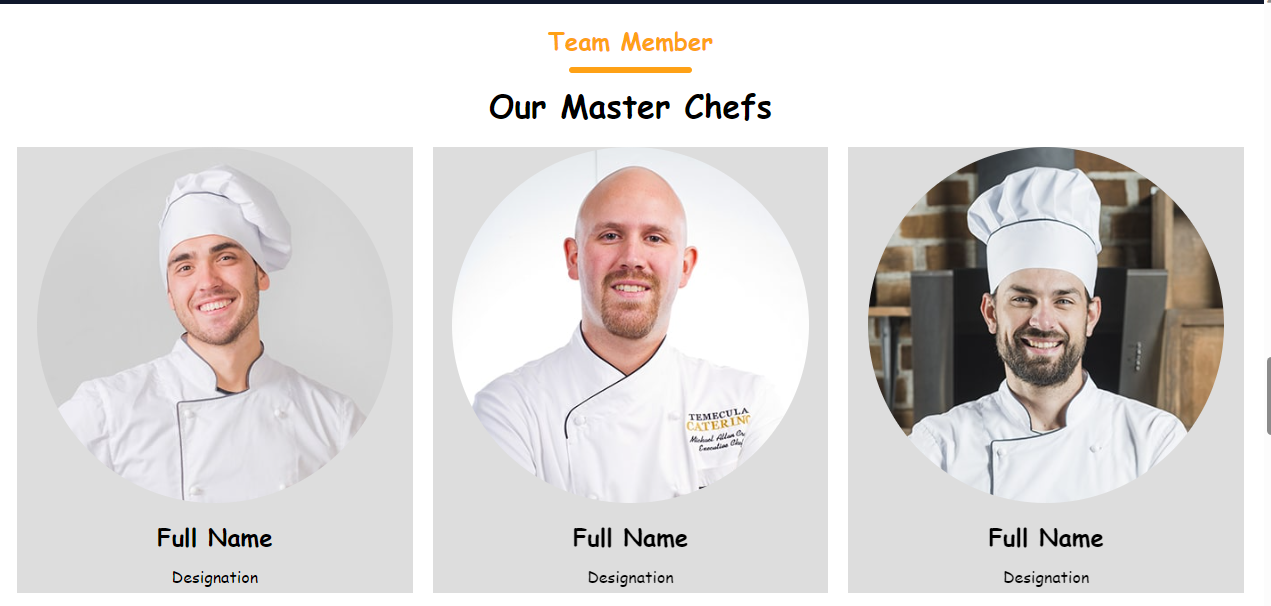 Team Member
Our Master Chefs
TEMECULA
CATERING
Michael Allan
Executive Chef
Full Name
Full Name
Full Name
Designation
Designation
Designation